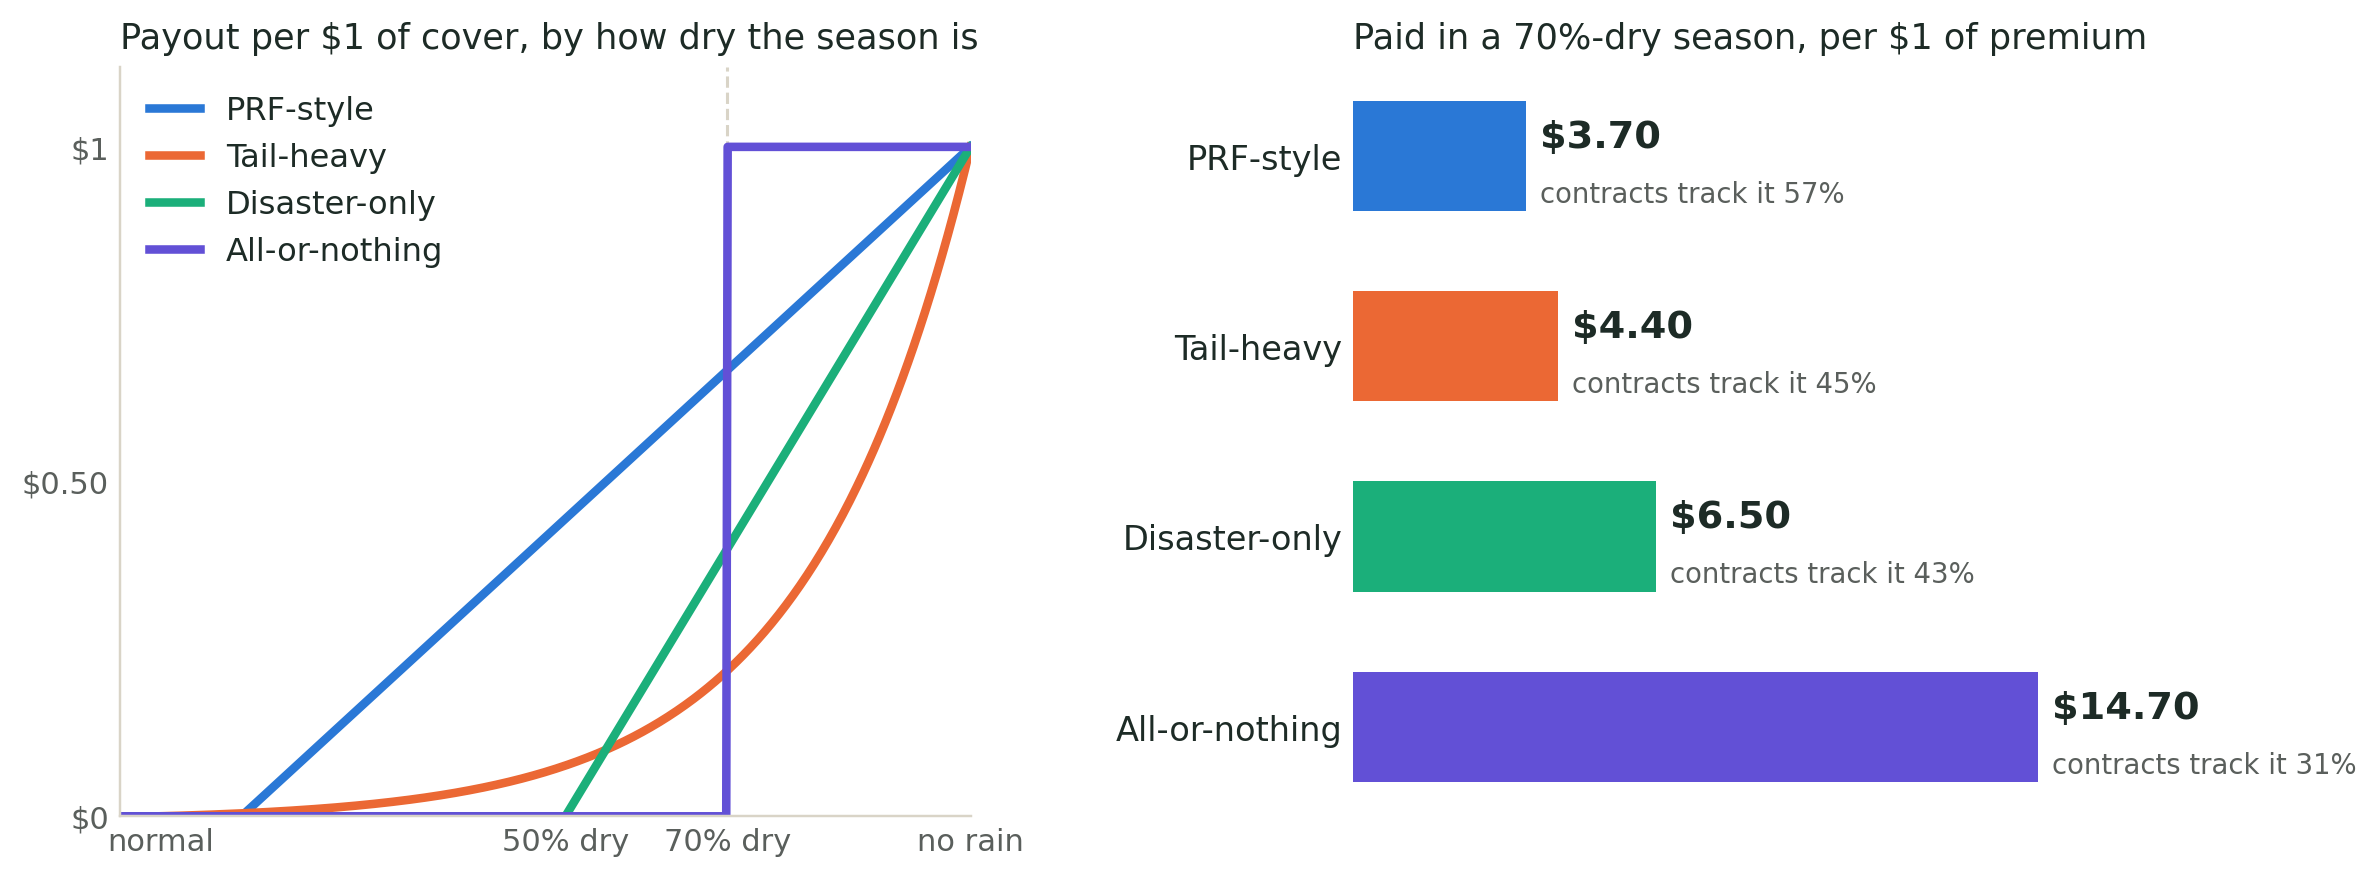 Payout per $1 of cover, by how dry the season is
PRF-style
Tail-heavy
Disaster-only
All-or-nothing
$1
$0.50
$0
normal
50% dry
70% dry
no rain
Paid in a 70%-dry season, per $1 of premium
PRF-style
$3.70
contracts track it 57%
Tail-heavy
$4.40
contracts track it 45%
Disaster-only
$6.50
contracts track it 43%
All-or-nothing
$14.70
contracts track it 31%